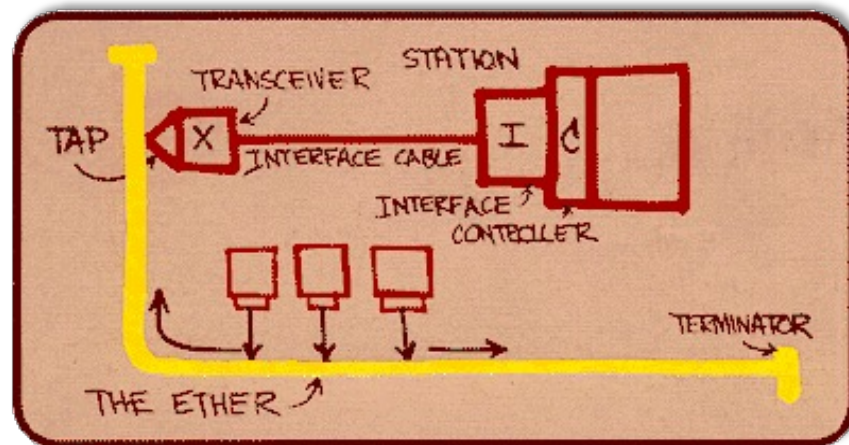 STATION
TRANSCEIVER
TAP
X
I
C
INTERFACE CABLE
INTERFACE
CONTROLLER
TERMINATOR
THE ETHER